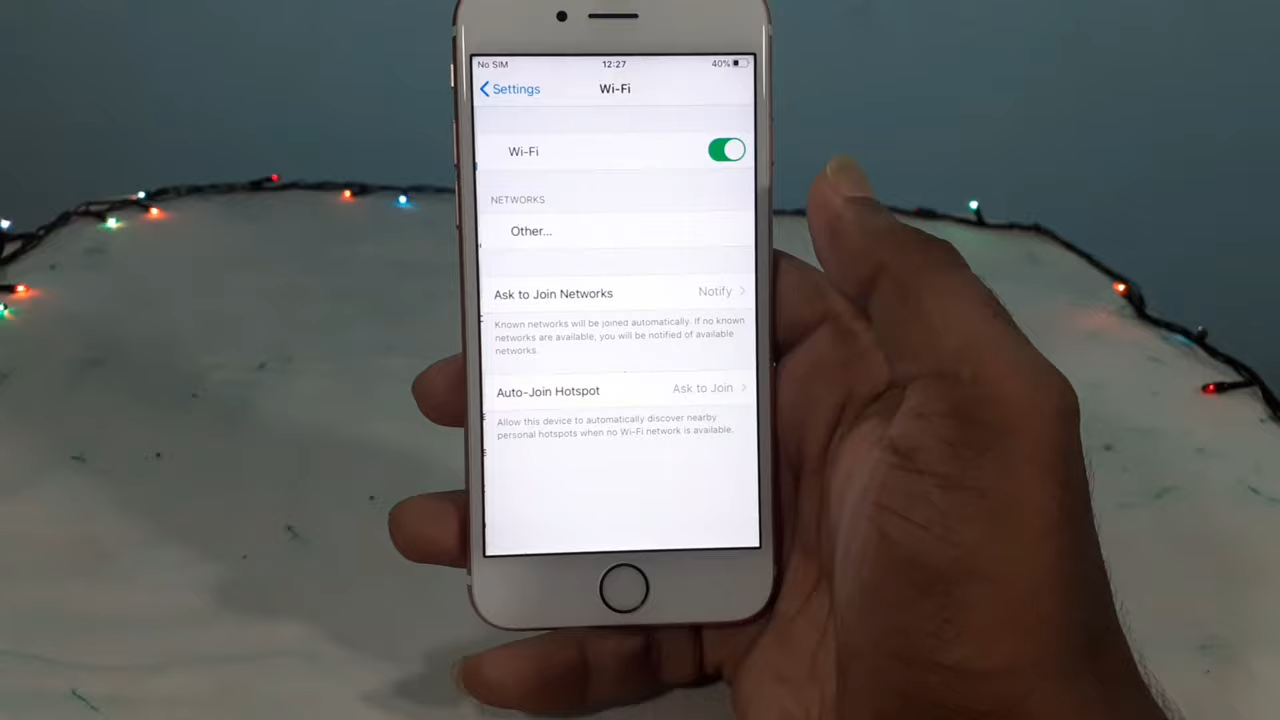 No SIM 12:27 40%
Settings Wi-Fi
Wi-Fi
NETWORKS
Other...
Ask to Join Networks Notify
Known networks will be joined automatically. If no known
networks are available, you will be notified of available
networks.
Auto-Join Hotspot Ask to Join
Allow this device to automatically discover nearby
personal hotspots when no Wi-Fi network is available.